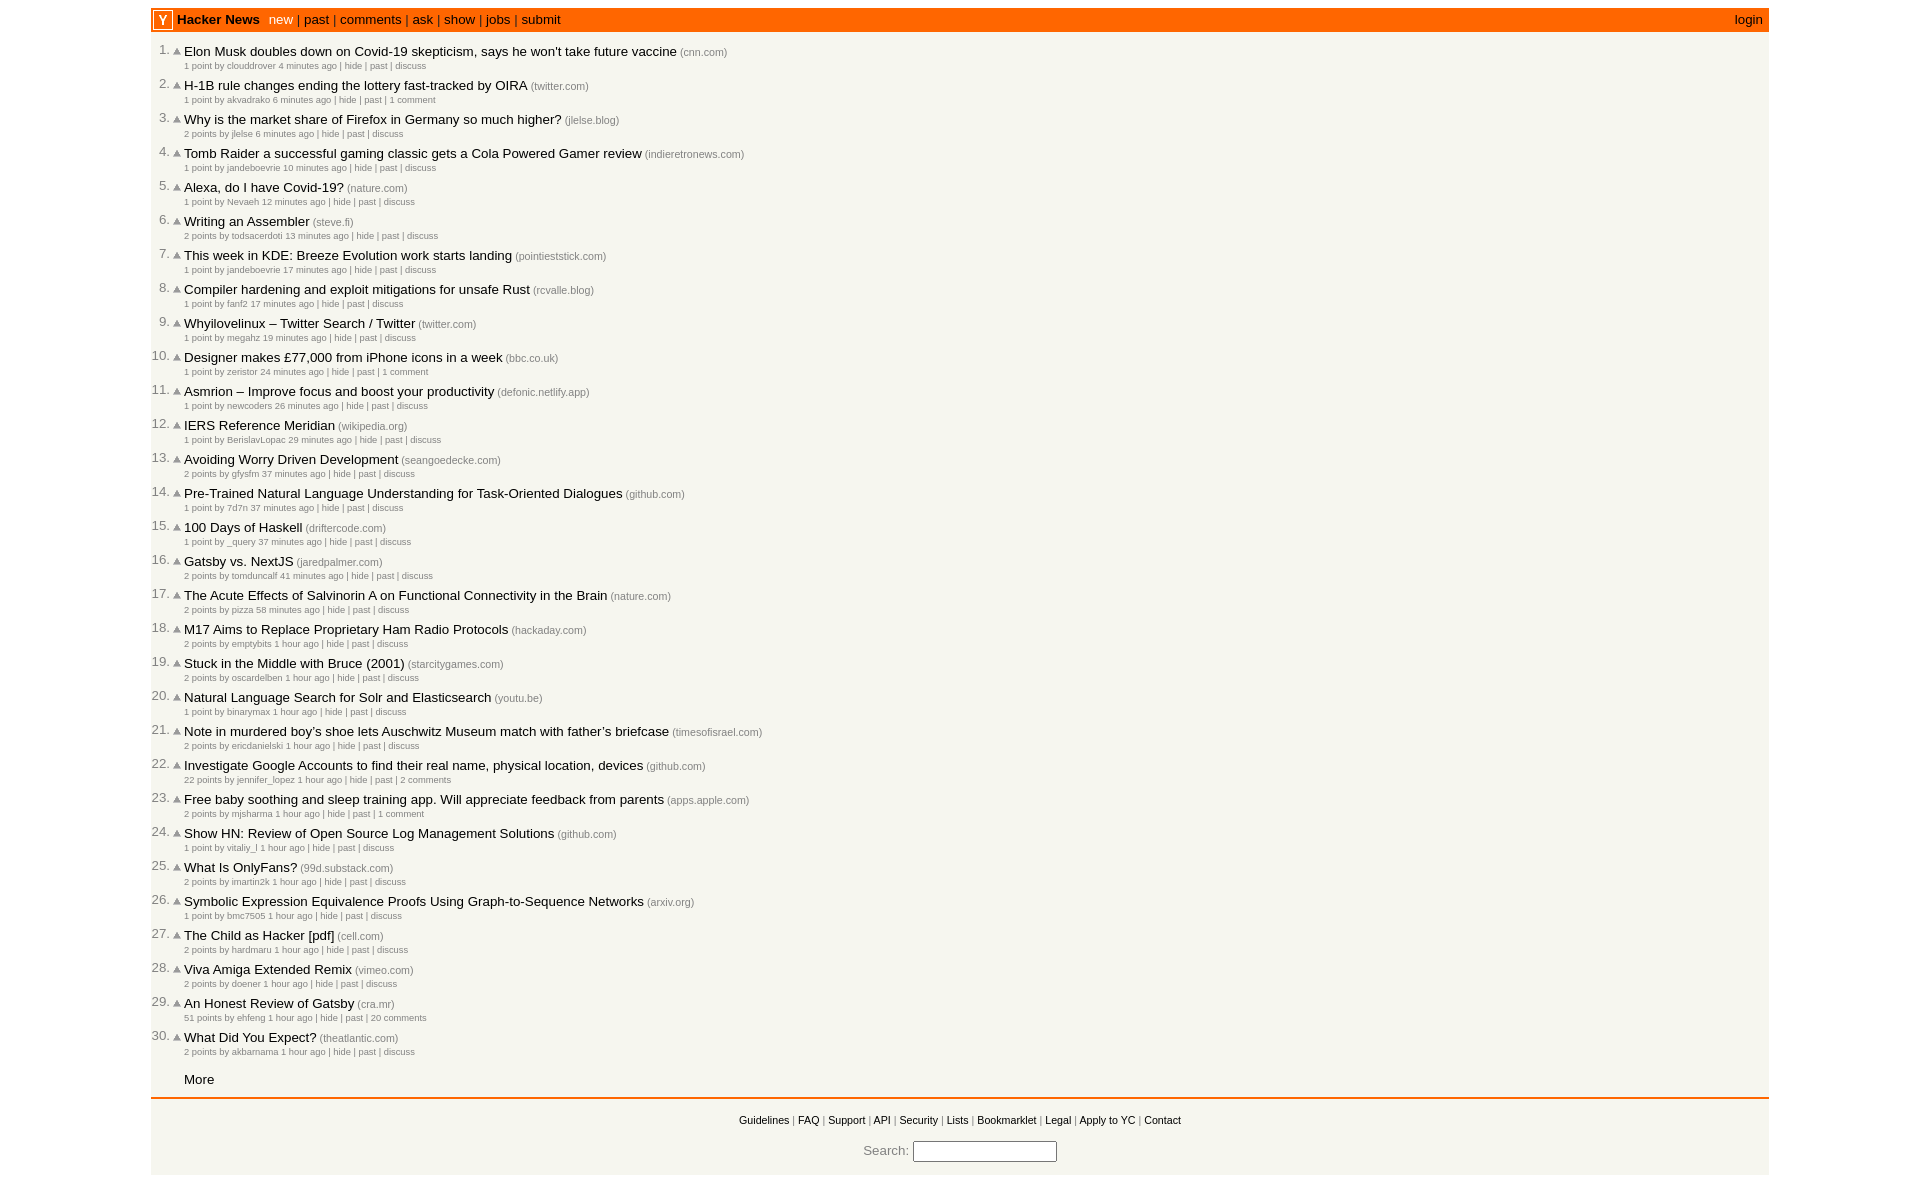 Y Hacker News new | past | comments | ask | show | jobs | submit login
1. Elon Musk doubles down on Covid-19 skepticism, says he won't take future vaccine (cnn.com)
1 point by clouddrover 4 minutes ago | hide | past | discuss
2. H-1B rule changes ending the lottery fast-tracked by OIRA (twitter.com)
1 point by akvadrako 6 minutes ago | hide | past | 1 comment
3. Why is the market share of Firefox in Germany so much higher? (jlelse.blog)
2 points by jlelse 6 minutes ago | hide | past | discuss
4. Tomb Raider a successful gaming classic gets a Cola Powered Gamer review (indieretronews.com)
1 point by jandeboevrie 10 minutes ago | hide | past | discuss
5. Alexa, do I have Covid-19? (nature.com)
1 point by Nevaeh 12 minutes ago | hide | past | discuss
6. Writing an Assembler (steve.fi)
2 points by todsacerdoti 13 minutes ago | hide | past | discuss
7. This week in KDE: Breeze Evolution work starts landing (pointieststick.com)
1 point by jandeboevrie 17 minutes ago | hide | past | discuss
8. Compiler hardening and exploit mitigations for unsafe Rust (rcvalle.blog)
1 point by fanf2 17 minutes ago | hide | past | discuss
9. Whyilovelinux – Twitter Search / Twitter (twitter.com)
1 point by megahz 19 minutes ago | hide | past | discuss
10. Designer makes £77,000 from iPhone icons in a week (bbc.co.uk)
1 point by zeristor 24 minutes ago | hide | past | 1 comment
11. Asmrion – Improve focus and boost your productivity (defonic.netlify.app)
1 point by newcoders 26 minutes ago | hide | past | discuss
12. IERS Reference Meridian (wikipedia.org)
1 point by BerislavLopac 29 minutes ago | hide | past | discuss
13. Avoiding Worry Driven Development (seangoedecke.com)
2 points by gfysfm 37 minutes ago | hide | past | discuss
14. Pre-Trained Natural Language Understanding for Task-Oriented Dialogues (github.com)
1 point by 7d7n 37 minutes ago | hide | past | discuss
15. 100 Days of Haskell (driftercode.com)
1 point by _query 37 minutes ago | hide | past | discuss
16. Gatsby vs. NextJS (jaredpalmer.com)
2 points by tomduncalf 41 minutes ago | hide | past | discuss
17. The Acute Effects of Salvinorin A on Functional Connectivity in the Brain (nature.com)
2 points by pizza 58 minutes ago | hide | past | discuss
18. M17 Aims to Replace Proprietary Ham Radio Protocols (hackaday.com)
2 points by emptybits 1 hour ago | hide | past | discuss
19. Stuck in the Middle with Bruce (2001) (starcitygames.com)
2 points by oscardelben 1 hour ago | hide | past | discuss
20. Natural Language Search for Solr and Elasticsearch (youtu.be)
1 point by binarymax 1 hour ago | hide | past | discuss
21. Note in murdered boy’s shoe lets Auschwitz Museum match with father’s briefcase (timesofisrael.com)
2 points by ericdanielski 1 hour ago | hide | past | discuss
22. Investigate Google Accounts to find their real name, physical location, devices (github.com)
22 points by jennifer_lopez 1 hour ago | hide | past | 2 comments
23. Free baby soothing and sleep training app. Will appreciate feedback from parents (apps.apple.com)
2 points by mjsharma 1 hour ago | hide | past | 1 comment
24. Show HN: Review of Open Source Log Management Solutions (github.com)
1 point by vitaliy_l 1 hour ago | hide | past | discuss
25. What Is OnlyFans? (99d.substack.com)
2 points by imartin2k 1 hour ago | hide | past | discuss
26. Symbolic Expression Equivalence Proofs Using Graph-to-Sequence Networks (arxiv.org)
1 point by bmc7505 1 hour ago | hide | past | discuss
27. The Child as Hacker [pdf] (cell.com)
2 points by hardmaru 1 hour ago | hide | past | discuss
28. Viva Amiga Extended Remix (vimeo.com)
2 points by doener 1 hour ago | hide | past | discuss
29. An Honest Review of Gatsby (cra.mr)
51 points by ehfeng 1 hour ago | hide | past | 20 comments
30. What Did You Expect? (theatlantic.com)
2 points by akbarnama 1 hour ago | hide | past | discuss
More
Guidelines | FAQ | Support | API | Security | Lists | Bookmarklet | Legal | Apply to YC | Contact
Search: